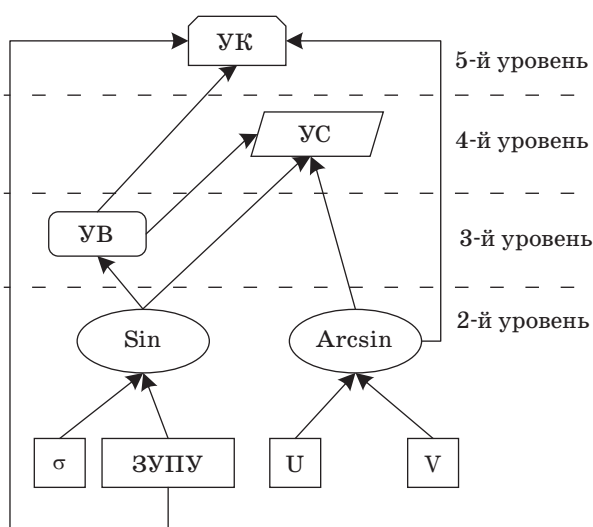 УК
5-й уровень
УС
4-й уровень
УВ
3-й уровень
2-й уровень
Sin
Arcsin
σ
ЗУПУ
U
V